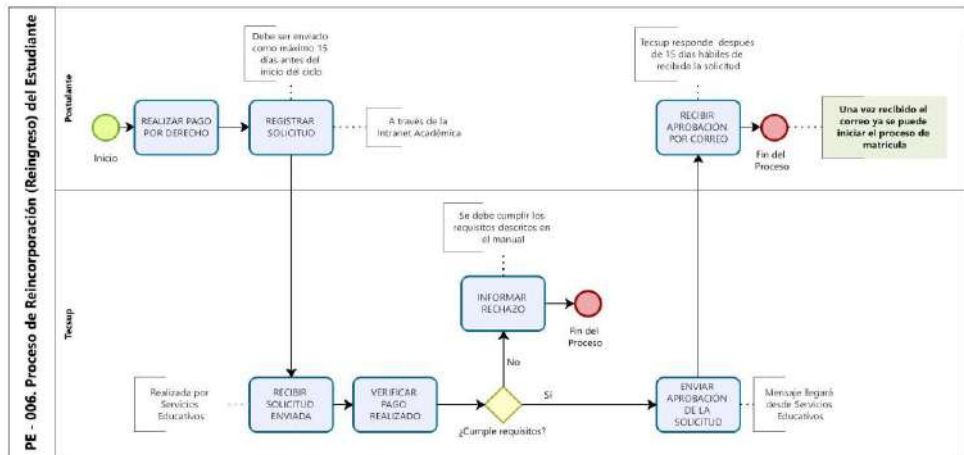 PE - 006. Proceso de Reincorporación (Reingreso) del Estudiante
Postulante
Debe ser enviado
como máximo 15
días antes del
inicio del ciclo
Tecsup responde despues
de 15 días hábiles de
recibida la solicitud
Inicio
REALIZAR PAGO
POR DERECHO
REGISTRAR
SOLICITUD
A través de la
Intranet Académica
RECIBIR
APROBACIÓN
POR CORREO
Fin del
Proceso
Una vez recibido el
correo ya se puede
iniciar el proceso de
matricula
Tecsup
Se debe cumplir los
requisitos descritos en
el manual
INFORMAR
RECHAZO
Fin del
Proceso
No
Realizada por
Servicios
Educativos
RECIBIR
SOLICITUD
ENVIADA
VERIFICAR
PAGO
REALIZADO
¿Cumple requisitos?
Sí
ENVIAR
APROBACIÓN
DE LA
SOLICITUD
Mensaje llegará
desde Servicios
Educativos